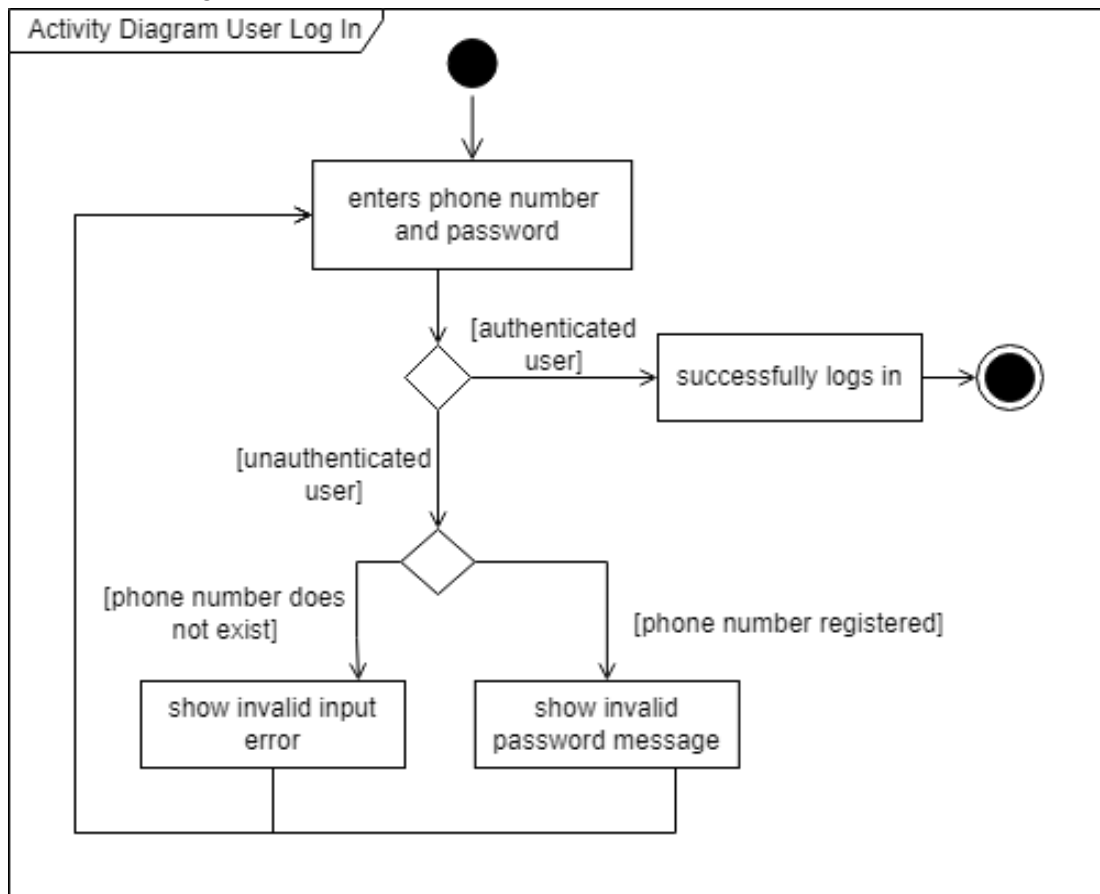 Activity Diagram User Log In
enters phone number
and password
[authenticated
user]
successfully logs in
[unauthenticated
user]
[phone number does
not exist]
[phone number registered]
show invalid input
error
show invalid
password message